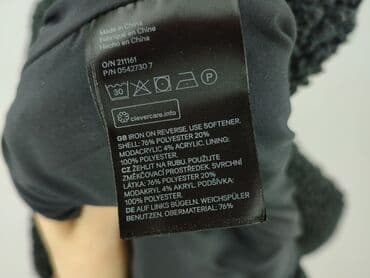 Made in China
Fabriqué en Chine
Hecho en China
O/N 211161
P/N 0542730 7
30
P
clevercare.info
GB IRON ON REVERSE. USE SOFTENER.
SHELL: 76% POLYESTER 20%
MODACRYLIC 4% ACRYLIC. LINING:
100% POLYESTER.
CZ ŽEHLIT NA RUBU. POUŽIJTE
ZMĚKČOVACÍ PROSTŘEDEK. SVRCHNÍ
LÁTKA: 76% POLYESTER 20%
MODAKRYL 4% AKRYL. PODŠÍVKA:
100% POLYESTER.
DE AUF LINKS BÜGELN. WEICHSPÜLER
BENUTZEN. OBERMATERIAL: 76%